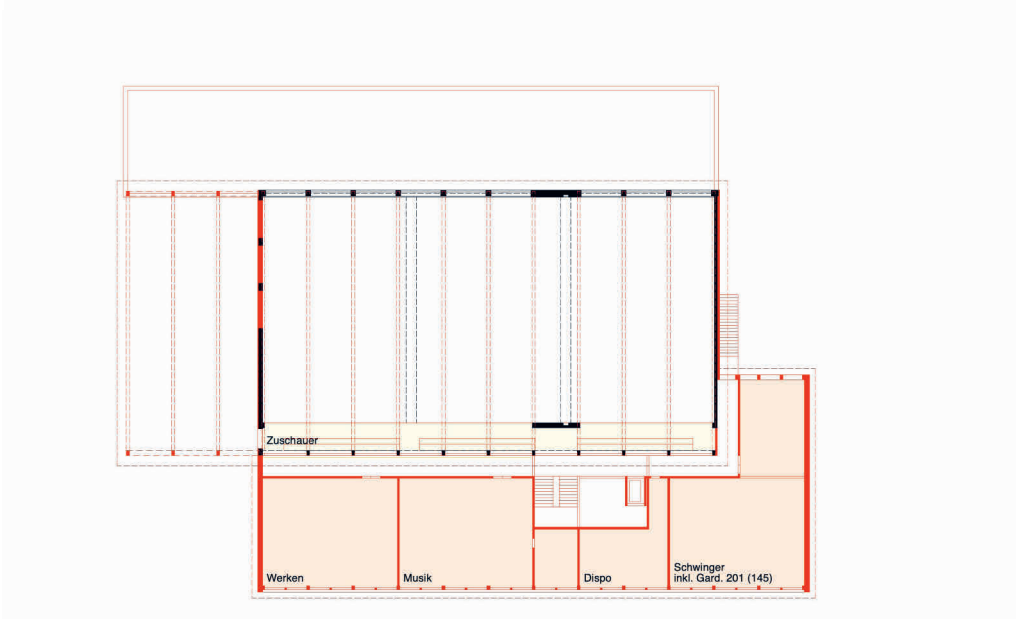 Zuschauer
Werken
Musik
Dispo
Schwinger
inkl. Gard. 201 (145)